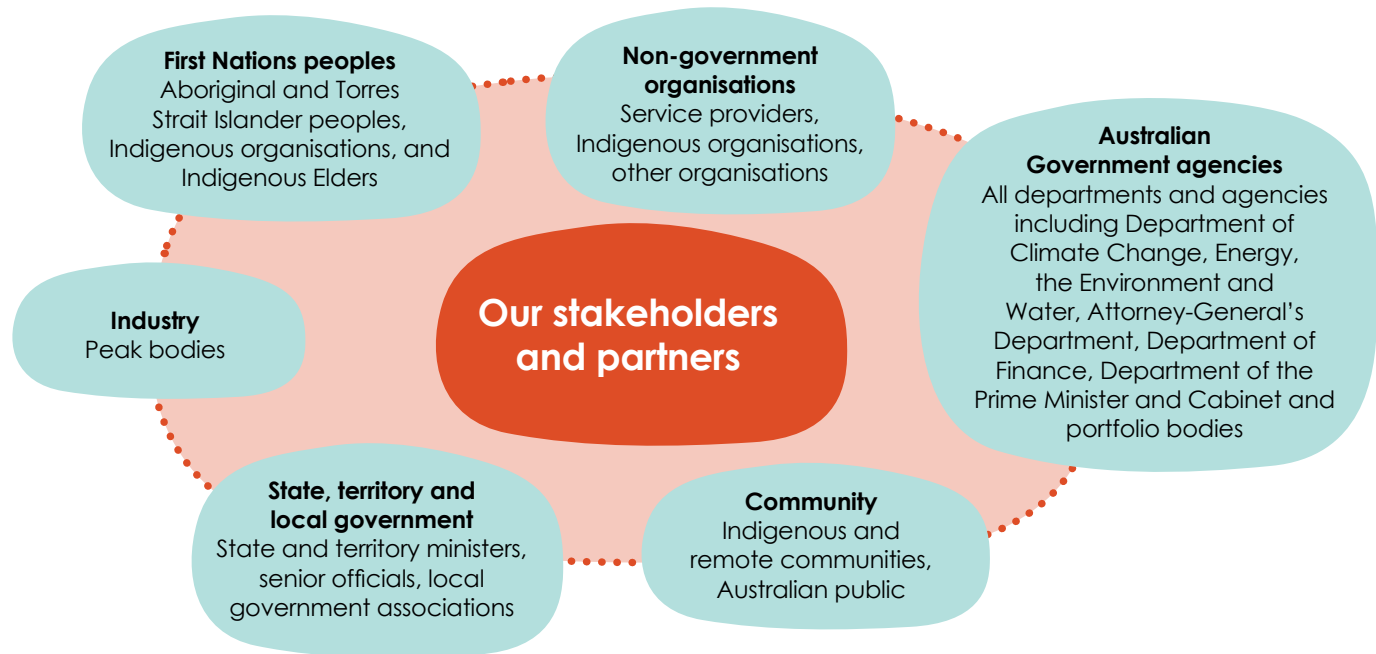 First Nations peoples
Aboriginal and Torres
Strait Islander peoples,
Indigenous organisations, and
Indigenous Elders
Non-government
organisations
Service providers,
Indigenous organisations,
other organisations
Australian
Government agencies
All departments and agencies
including Department of
Climate Change, Energy,
the Environment and
Water, Attorney-General’s
Department, Department of
Finance, Department of the
Prime Minister and Cabinet and
portfolio bodies
Our stakeholders
and partners
Industry
Peak bodies
State, territory and
local government
State and territory ministers,
senior officials, local
government associations
Community
Indigenous and
remote communities,
Australian public